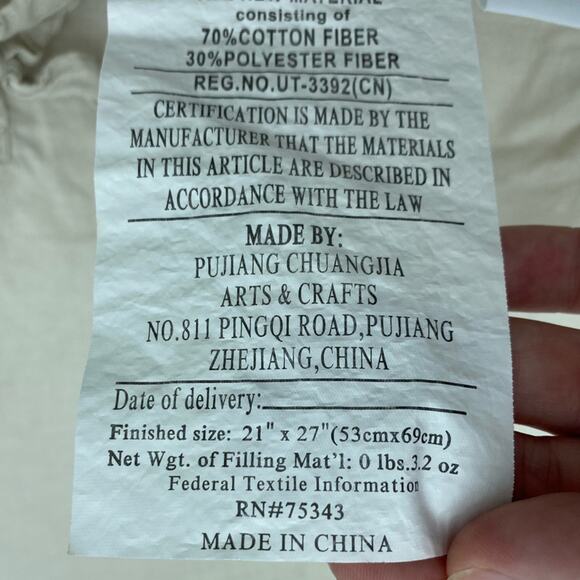 MATERIAL
consisting of
70%COTTON FIBER
30%POLYESTER FIBER
REG.NO.UT-3392(CN)
CERTIFICATION IS MADE BY THE
MANUFACTURER THAT THE MATERIALS
IN THIS ARTICLE ARE DESCRIBED IN
ACCORDANCE WITH THE LAW
MADE BY:
PUJIANG CHUANGJIA
ARTS & CRAFTS
NO.811 PINGQI ROAD,PUJIANG
ZHEJIANG,CHINA
Date of delivery:
Finished size: 21" x 27"(53cmx69cm)
Net Wgt. of Filling Mat'l: 0 lbs.3.2 oz
Federal Textile Information
RN#75343
MADE IN CHINA